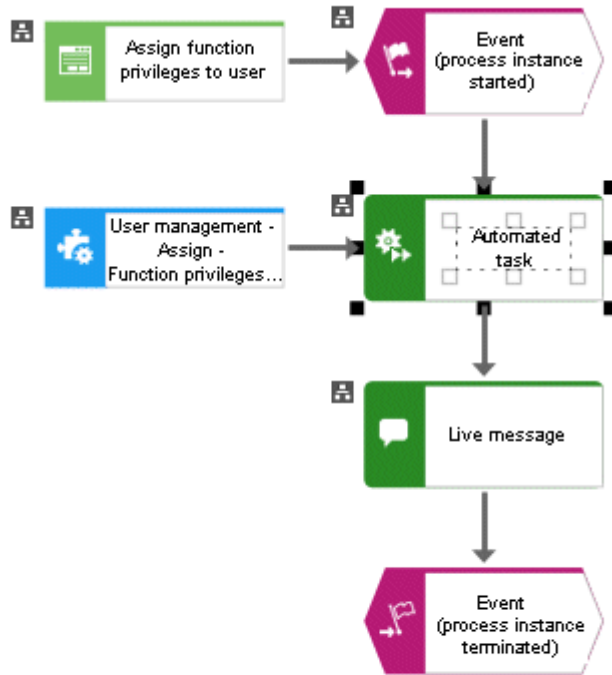 Assign function
privileges to user
Event
(process instance
started)
User management -
Assign -
Function privileges...
Automated
task
Live message
Event
(process instance
terminated)